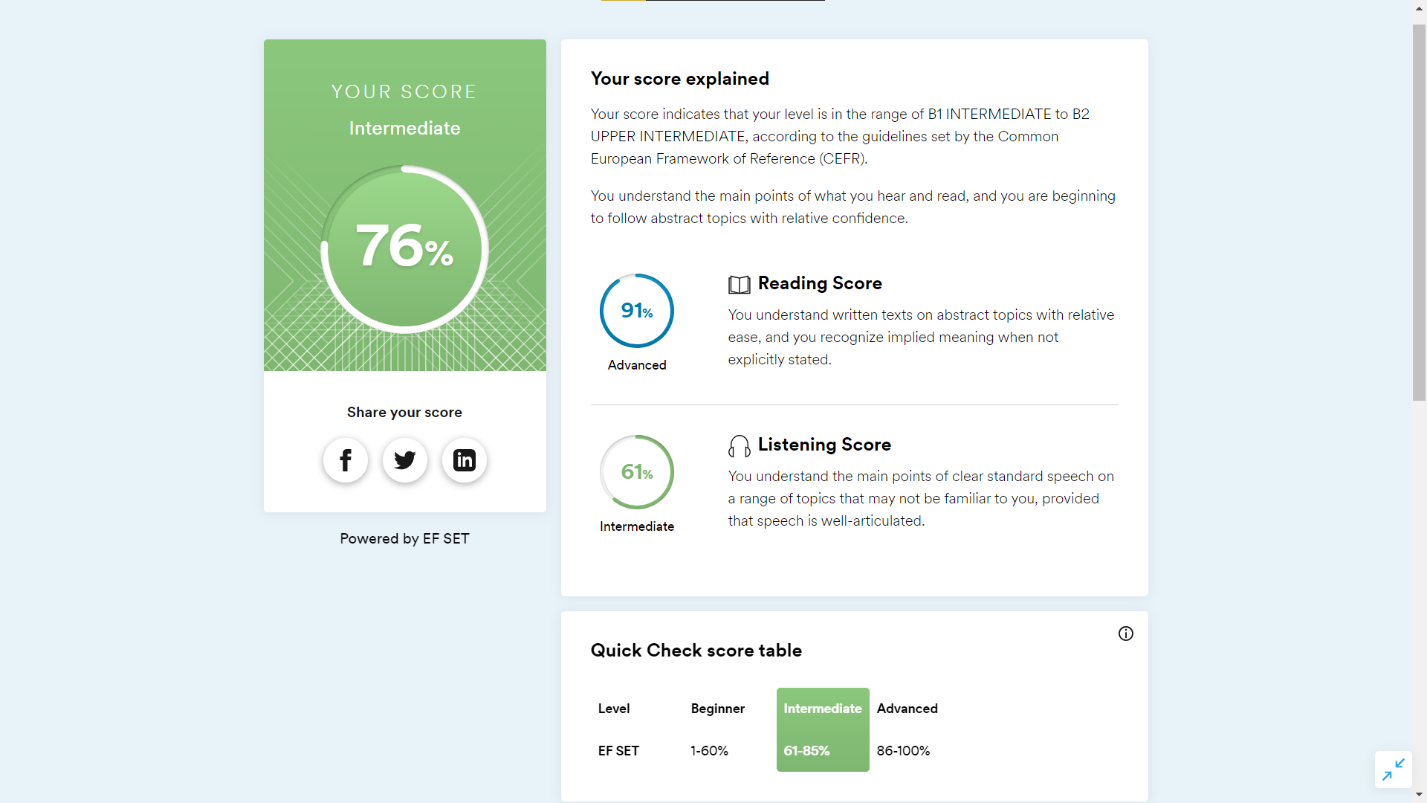 YOUR SCORE
Intermediate
76%
Share your score
Powered by EF SET
Your score explained
Your score indicates that your level is in the range of B1 INTERMEDIATE to B2
UPPER INTERMEDIATE, according to the guidelines set by the Common
European Framework of Reference (CEFR).
You understand the main points of what you hear and read, and you are beginning
to follow abstract topics with relative confidence.
91%
Advanced
Reading Score
You understand written texts on abstract topics with relative
ease, and you recognize implied meaning when not
explicitly stated.
61%
Intermediate
Listening Score
You understand the main points of clear standard speech on
a range of topics that may not be familiar to you, provided
that speech is well-articulated.
Quick Check score table
Level Beginner Intermediate Advanced
EF SET 1-60% 61-85% 86-100%